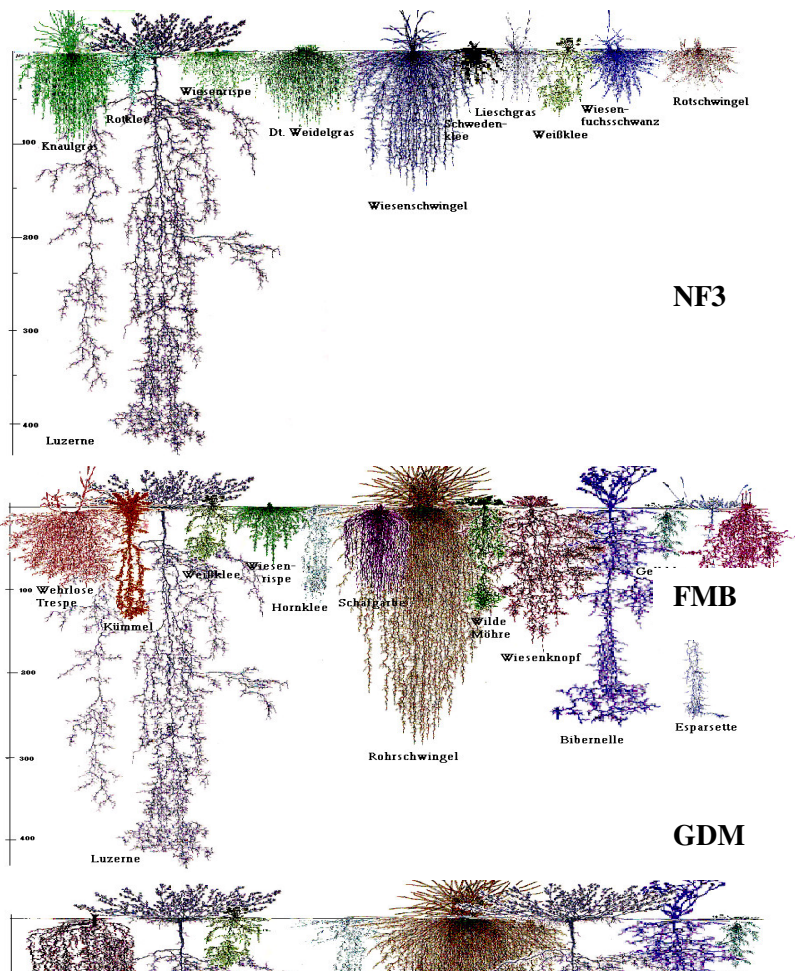 Wiesenrispe
Rotklee
Knaulgras
Dt. Weidelgras
Lieschgras
Schweden-
klee
Weißklee
Wiesen-
fuchsschwanz
Rotschwingel
100
Wiesenschwingel
200
NF3
300
400
Luzerne
Wehrlose
Trespe
Kümmel
Weißklee
Wiesen-
rispe
Hornklee
Schafgarbe
Wilde
Möhre
Wiesenknopf
Ge
100
FMB
200
Rohrschwingel
Bibernelle
Esparsette
300
400
Luzerne
GDM